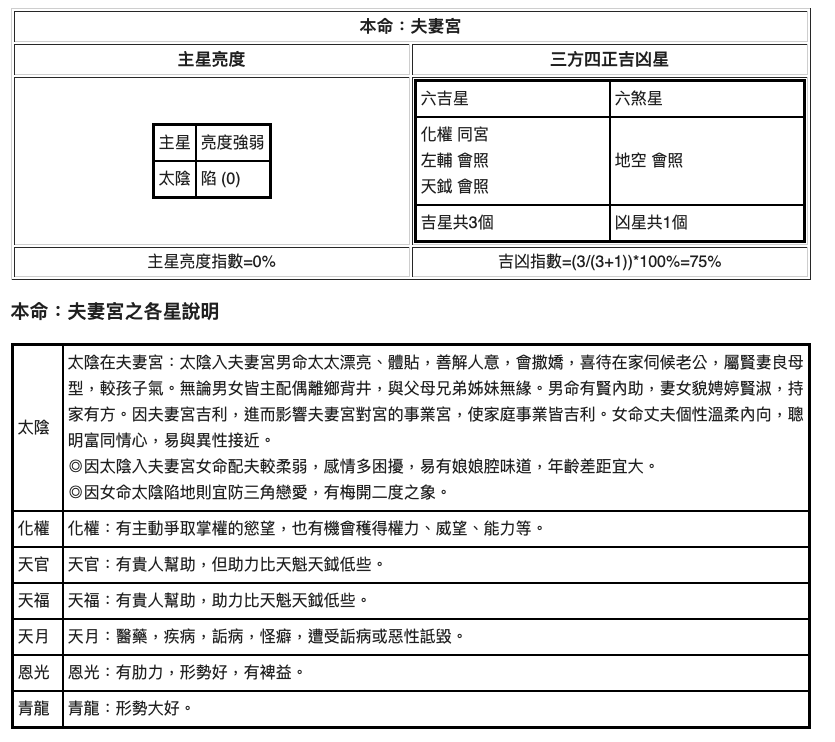 本命：夫妻宮
主星亮度
三方四正吉凶星
主星 亮度強弱
太陰 陷 (0)
六吉星
六煞星
化權 同宮
左輔 會照
天鉞 會照
地空 會照
吉星共3個
凶星共1個
主星亮度指數=0%
吉凶指數=(3/(3+1))*100%=75%
本命：夫妻宮之各星說明
太陰
太陰在夫妻宮：太陰入夫妻宮男命太太漂亮、體貼，善解人意，會撒嬌，喜待在家伺候老公，屬賢妻良母
型，較孩子氣。無論男女皆主配偶離鄉背井，與父母兄弟姊妹無緣。男命有賢內助，妻女貌娉婷賢淑，持
家有方。因夫妻宮吉利，進而影響夫妻宮對宮的事業宮，使家庭事業皆吉利。女命丈夫個性溫柔內向，聰
明富同情心，易與異性接近。
◎因太陰入夫妻宮女命配夫較柔弱，感情多困擾，易有娘娘腔味道，年齡差距宜大。
◎因女命太陰陷地則宜防三角戀愛，有梅開二度之象。
化權
化權：有主動爭取掌權的慾望，也有機會穫得權力、威望、能力等。
天官
天官：有貴人幫助，但助力比天魁天鉞低些。
天福
天福：有貴人幫助，助力比天魁天鉞低些。
天月
天月：醫藥，疾病，詬病，怪癖，遭受詬病或惡性詆毀。
恩光
恩光：有肋力，形勢好，有裨益。
青龍
青龍：形勢大好。